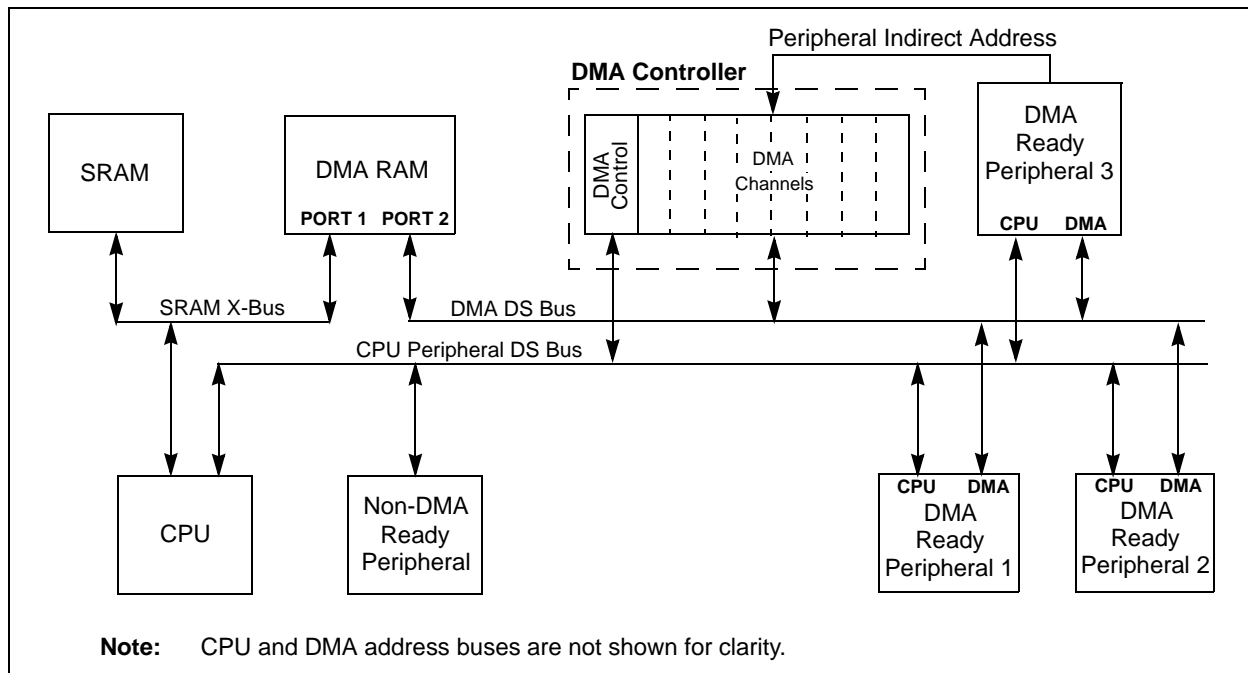 Peripheral Indirect Address
DMA Controller
SRAM
DMA RAM
PORT 1 PORT 2
DMA
Control
DMA
Channels
DMA
Ready
Peripheral 3
CPU DMA
SRAM X-Bus
DMA DS Bus
CPU Peripheral DS Bus
CPU
Non-DMA
Ready
Peripheral
CPU DMA
DMA
Ready
Peripheral 1
CPU DMA
DMA
Ready
Peripheral 2
Note: CPU and DMA address buses are not shown for clarity.